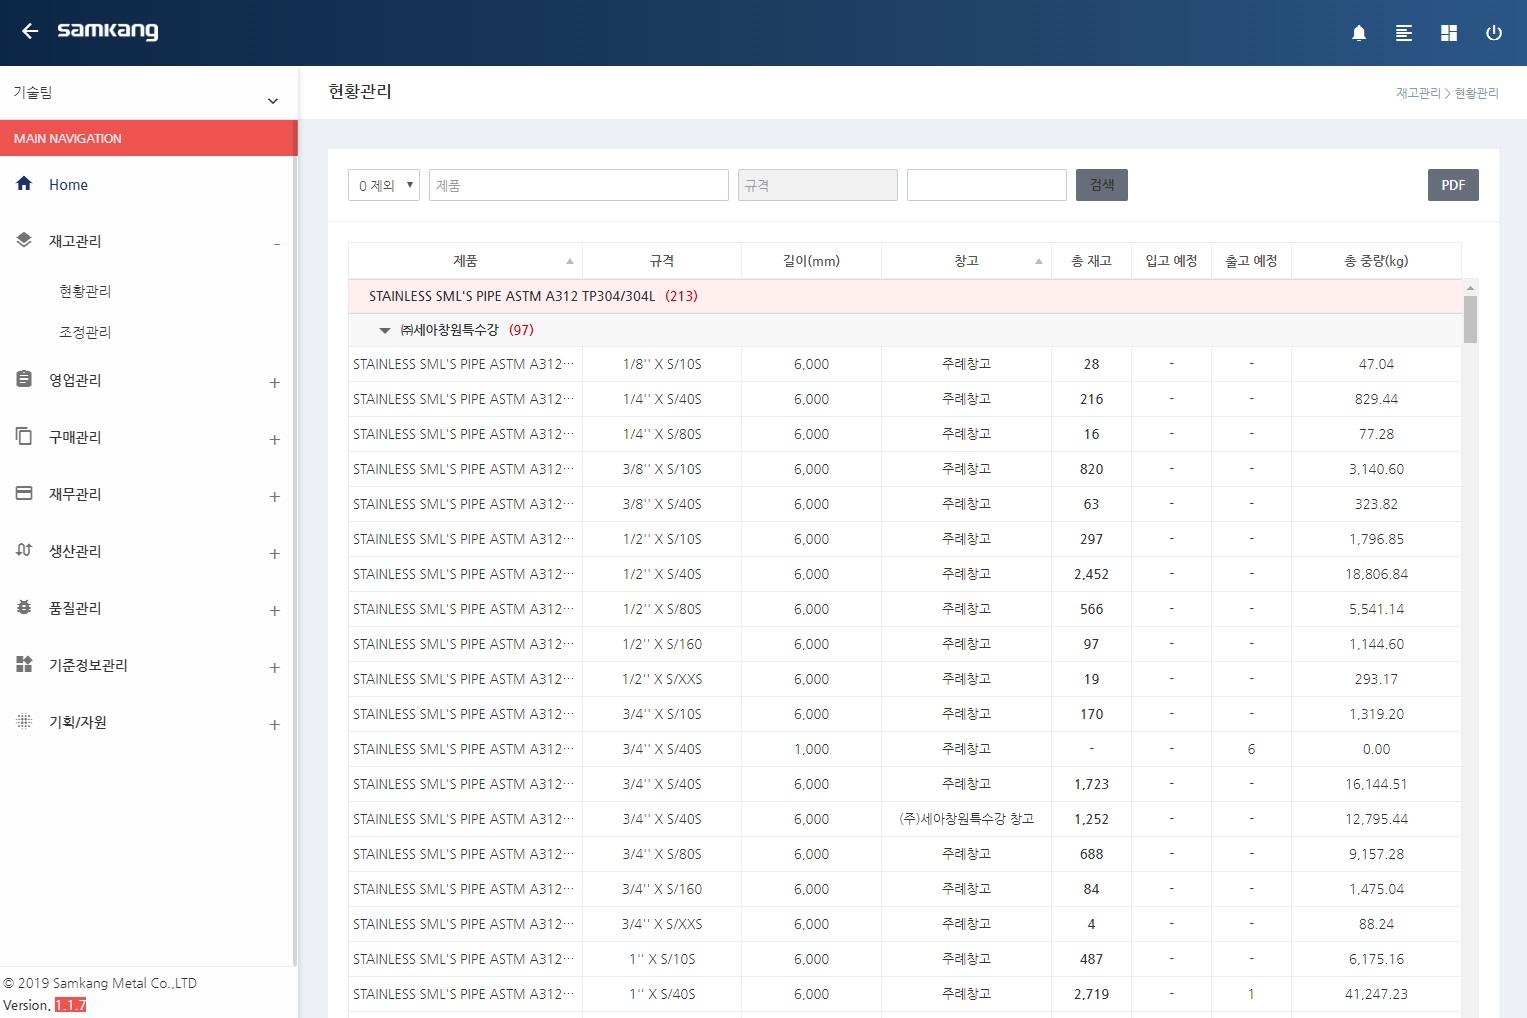 samkang
기술팀
현황관리
재고관리 > 현황관리
MAIN NAVIGATION
Home
재고관리 -
현황관리
조정관리
영업관리 +
구매관리 +
재무관리 +
생산관리 +
품질관리 +
기준정보관리 +
기획/자원 +
© 2019 Samkang Metal Co.,LTD
Version. 1.1.7
0 제외 제품 규격 검색 PDF
제품 규격 길이(mm) 창고 총 재고 입고 예정 출고 예정 총 중량(kg)
STAINLESS SML'S PIPE ASTM A312 TP304/304L (213)
㈜세아창원특수강 (97)
STAINLESS SML'S PIPE ASTM A312… 1/8'' X S/10S 6,000 주례창고 28 - - 47.04
STAINLESS SML'S PIPE ASTM A312… 1/4'' X S/40S 6,000 주례창고 216 - - 829.44
STAINLESS SML'S PIPE ASTM A312… 1/4'' X S/80S 6,000 주례창고 16 - - 77.28
STAINLESS SML'S PIPE ASTM A312… 3/8'' X S/10S 6,000 주례창고 820 - - 3,140.60
STAINLESS SML'S PIPE ASTM A312… 3/8'' X S/40S 6,000 주례창고 63 - - 323.82
STAINLESS SML'S PIPE ASTM A312… 1/2'' X S/10S 6,000 주례창고 297 - - 1,796.85
STAINLESS SML'S PIPE ASTM A312… 1/2'' X S/40S 6,000 주례창고 2,452 - - 18,806.84
STAINLESS SML'S PIPE ASTM A312… 1/2'' X S/80S 6,000 주례창고 566 - - 5,541.14
STAINLESS SML'S PIPE ASTM A312… 1/2'' X S/160 6,000 주례창고 97 - - 1,144.60
STAINLESS SML'S PIPE ASTM A312… 1/2'' X S/XXS 6,000 주례창고 19 - - 293.17
STAINLESS SML'S PIPE ASTM A312… 3/4'' X S/10S 6,000 주례창고 170 - - 1,319.20
STAINLESS SML'S PIPE ASTM A312… 3/4'' X S/40S 1,000 주례창고 - - 6 0.00
STAINLESS SML'S PIPE ASTM A312… 3/4'' X S/40S 6,000 주례창고 1,723 - - 16,144.51
STAINLESS SML'S PIPE ASTM A312… 3/4'' X S/40S 6,000 (주)세아창원특수강 창고 1,252 - - 12,795.44
STAINLESS SML'S PIPE ASTM A312… 3/4'' X S/80S 6,000 주례창고 688 - - 9,157.28
STAINLESS SML'S PIPE ASTM A312… 3/4'' X S/160 6,000 주례창고 84 - - 1,475.04
STAINLESS SML'S PIPE ASTM A312… 3/4'' X S/XXS 6,000 주례창고 4 - - 88.24
STAINLESS SML'S PIPE ASTM A312… 1'' X S/10S 6,000 주례창고 487 - - 6,175.16
STAINLESS SML'S PIPE ASTM A312… 1'' X S/40S 6,000 주례창고 2,719 - 1 41,247.23